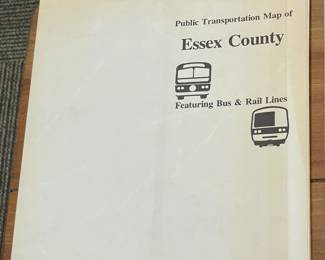 Public Transportation Map of
Essex County
Featuring Bus & Rail Lines